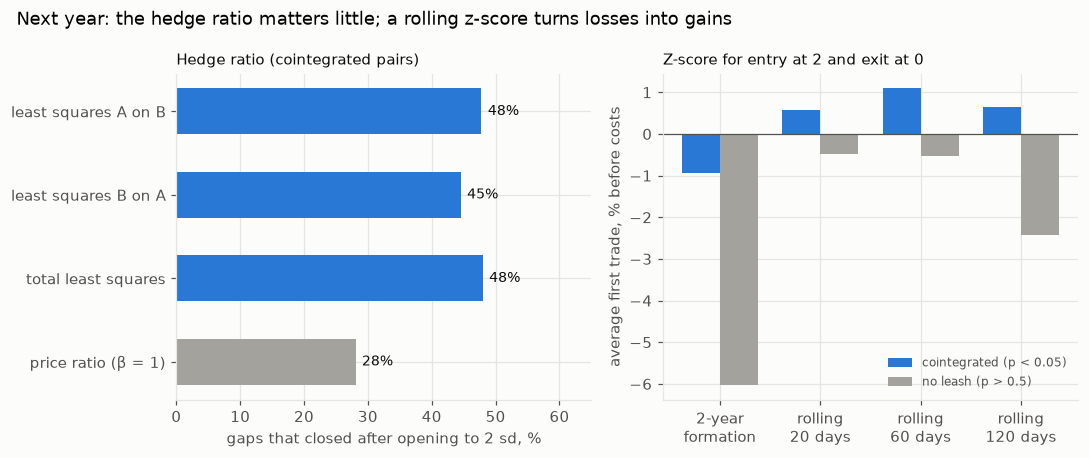 Next year: the hedge ratio matters little; a rolling z-score turns losses into gains
Hedge ratio (cointegrated pairs)
least squares A on B
least squares B on A
total least squares
price ratio (β = 1)
48%
45%
48%
28%
0 10 20 30 40 50 60
gaps that closed after opening to 2 sd, %
Z-score for entry at 2 and exit at 0
average first trade, % before costs
1
0
−1
−2
−3
−4
−5
−6
cointegrated (p < 0.05)
no leash (p > 0.5)
2-year formation
rolling 20 days
rolling 60 days
rolling 120 days